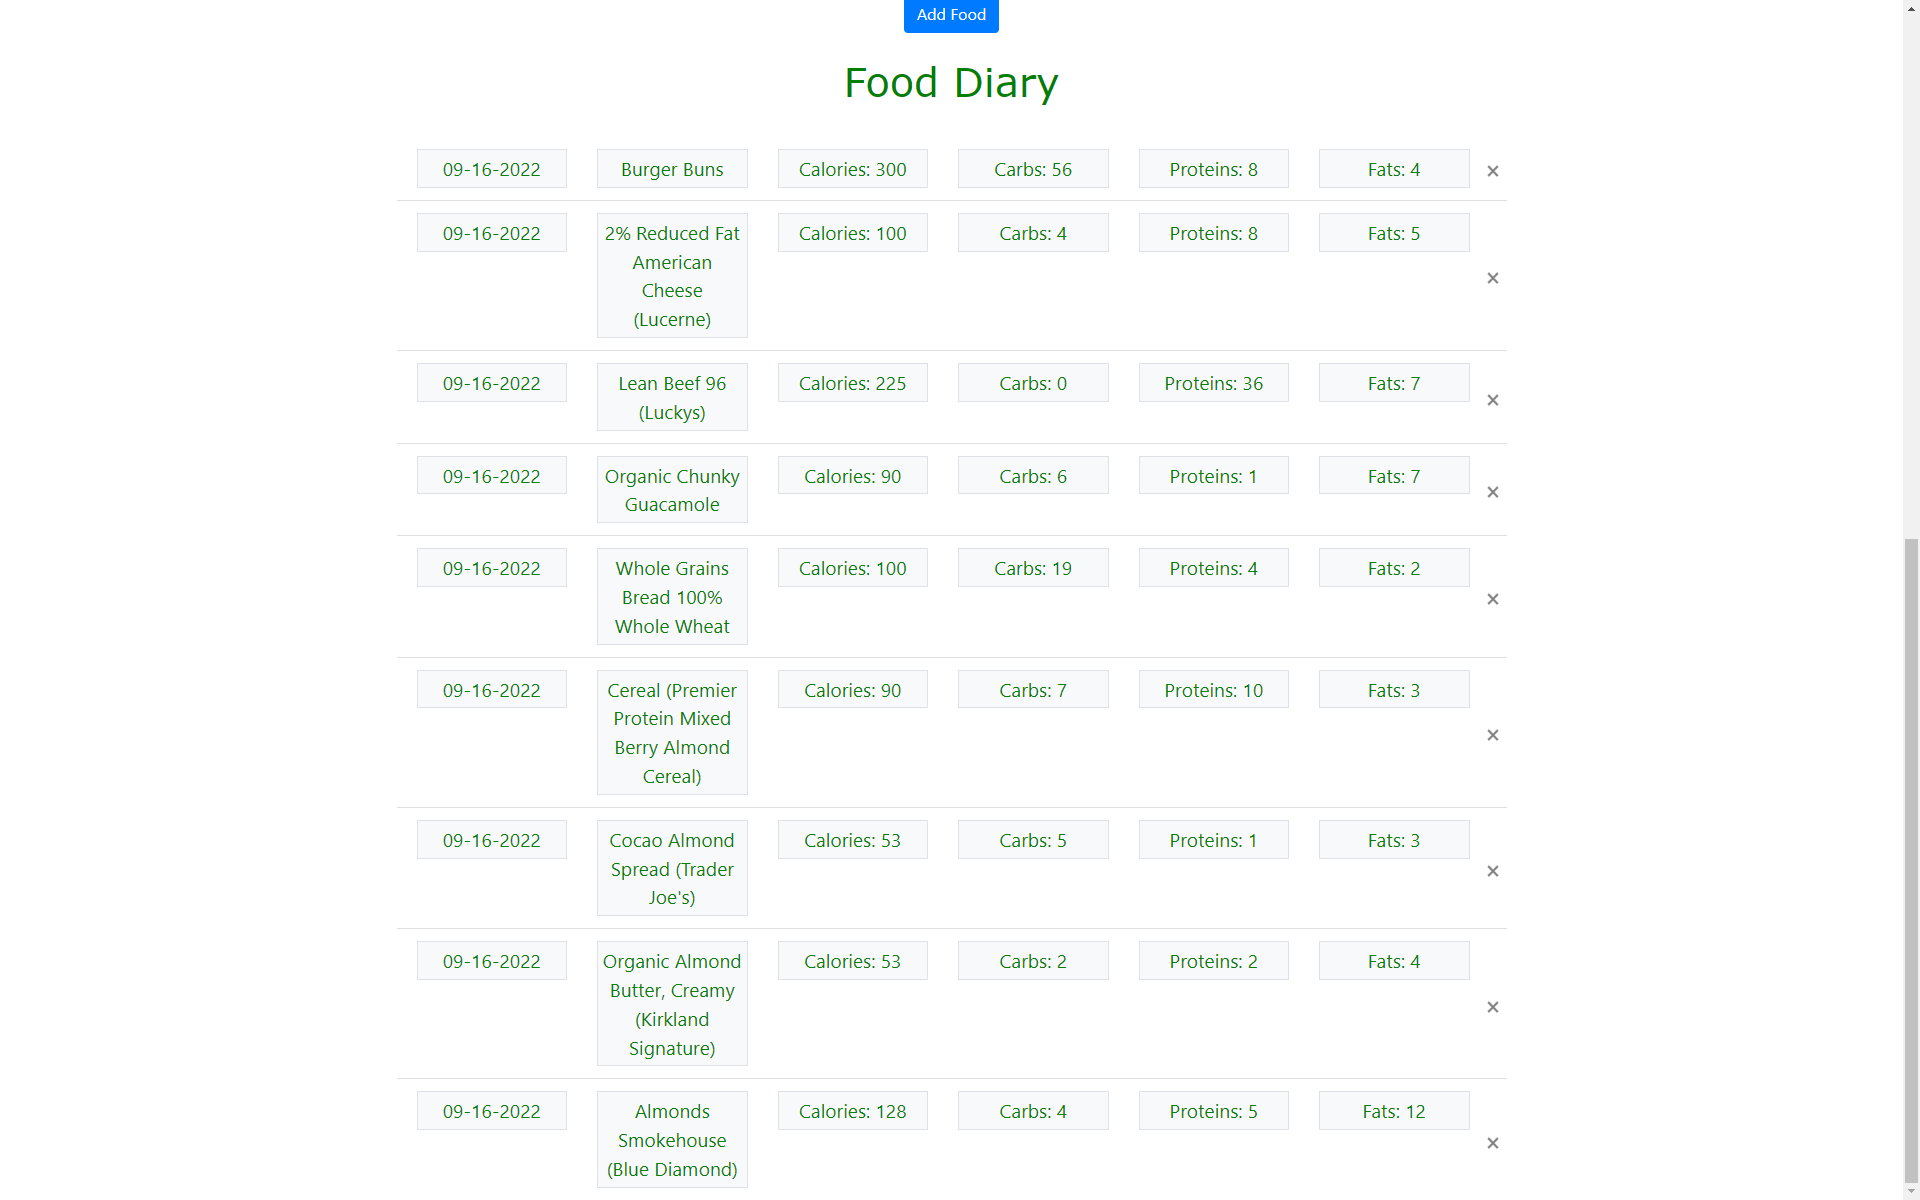 Add Food
Food Diary
09-16-2022 Burger Buns Calories: 300 Carbs: 56 Proteins: 8 Fats: 4 ×
09-16-2022 2% Reduced Fat Calories: 100 Carbs: 4 Proteins: 8 Fats: 5
American
Cheese
(Lucerne)
×
09-16-2022 Lean Beef 96 Calories: 225 Carbs: 0 Proteins: 36 Fats: 7
(Luckys)
×
09-16-2022 Organic Chunky Calories: 90 Carbs: 6 Proteins: 1 Fats: 7
Guacamole
×
09-16-2022 Whole Grains Calories: 100 Carbs: 19 Proteins: 4 Fats: 2
Bread 100%
Whole Wheat
×
09-16-2022 Cereal (Premier Calories: 90 Carbs: 7 Proteins: 10 Fats: 3
Protein Mixed
Berry Almond
Cereal)
×
09-16-2022 Cocao Almond Calories: 53 Carbs: 5 Proteins: 1 Fats: 3
Spread (Trader
Joe's)
×
09-16-2022 Organic Almond Calories: 53 Carbs: 2 Proteins: 2 Fats: 4
Butter, Creamy
(Kirkland
Signature)
×
09-16-2022 Almonds Calories: 128 Carbs: 4 Proteins: 5 Fats: 12
Smokehouse
(Blue Diamond)
×